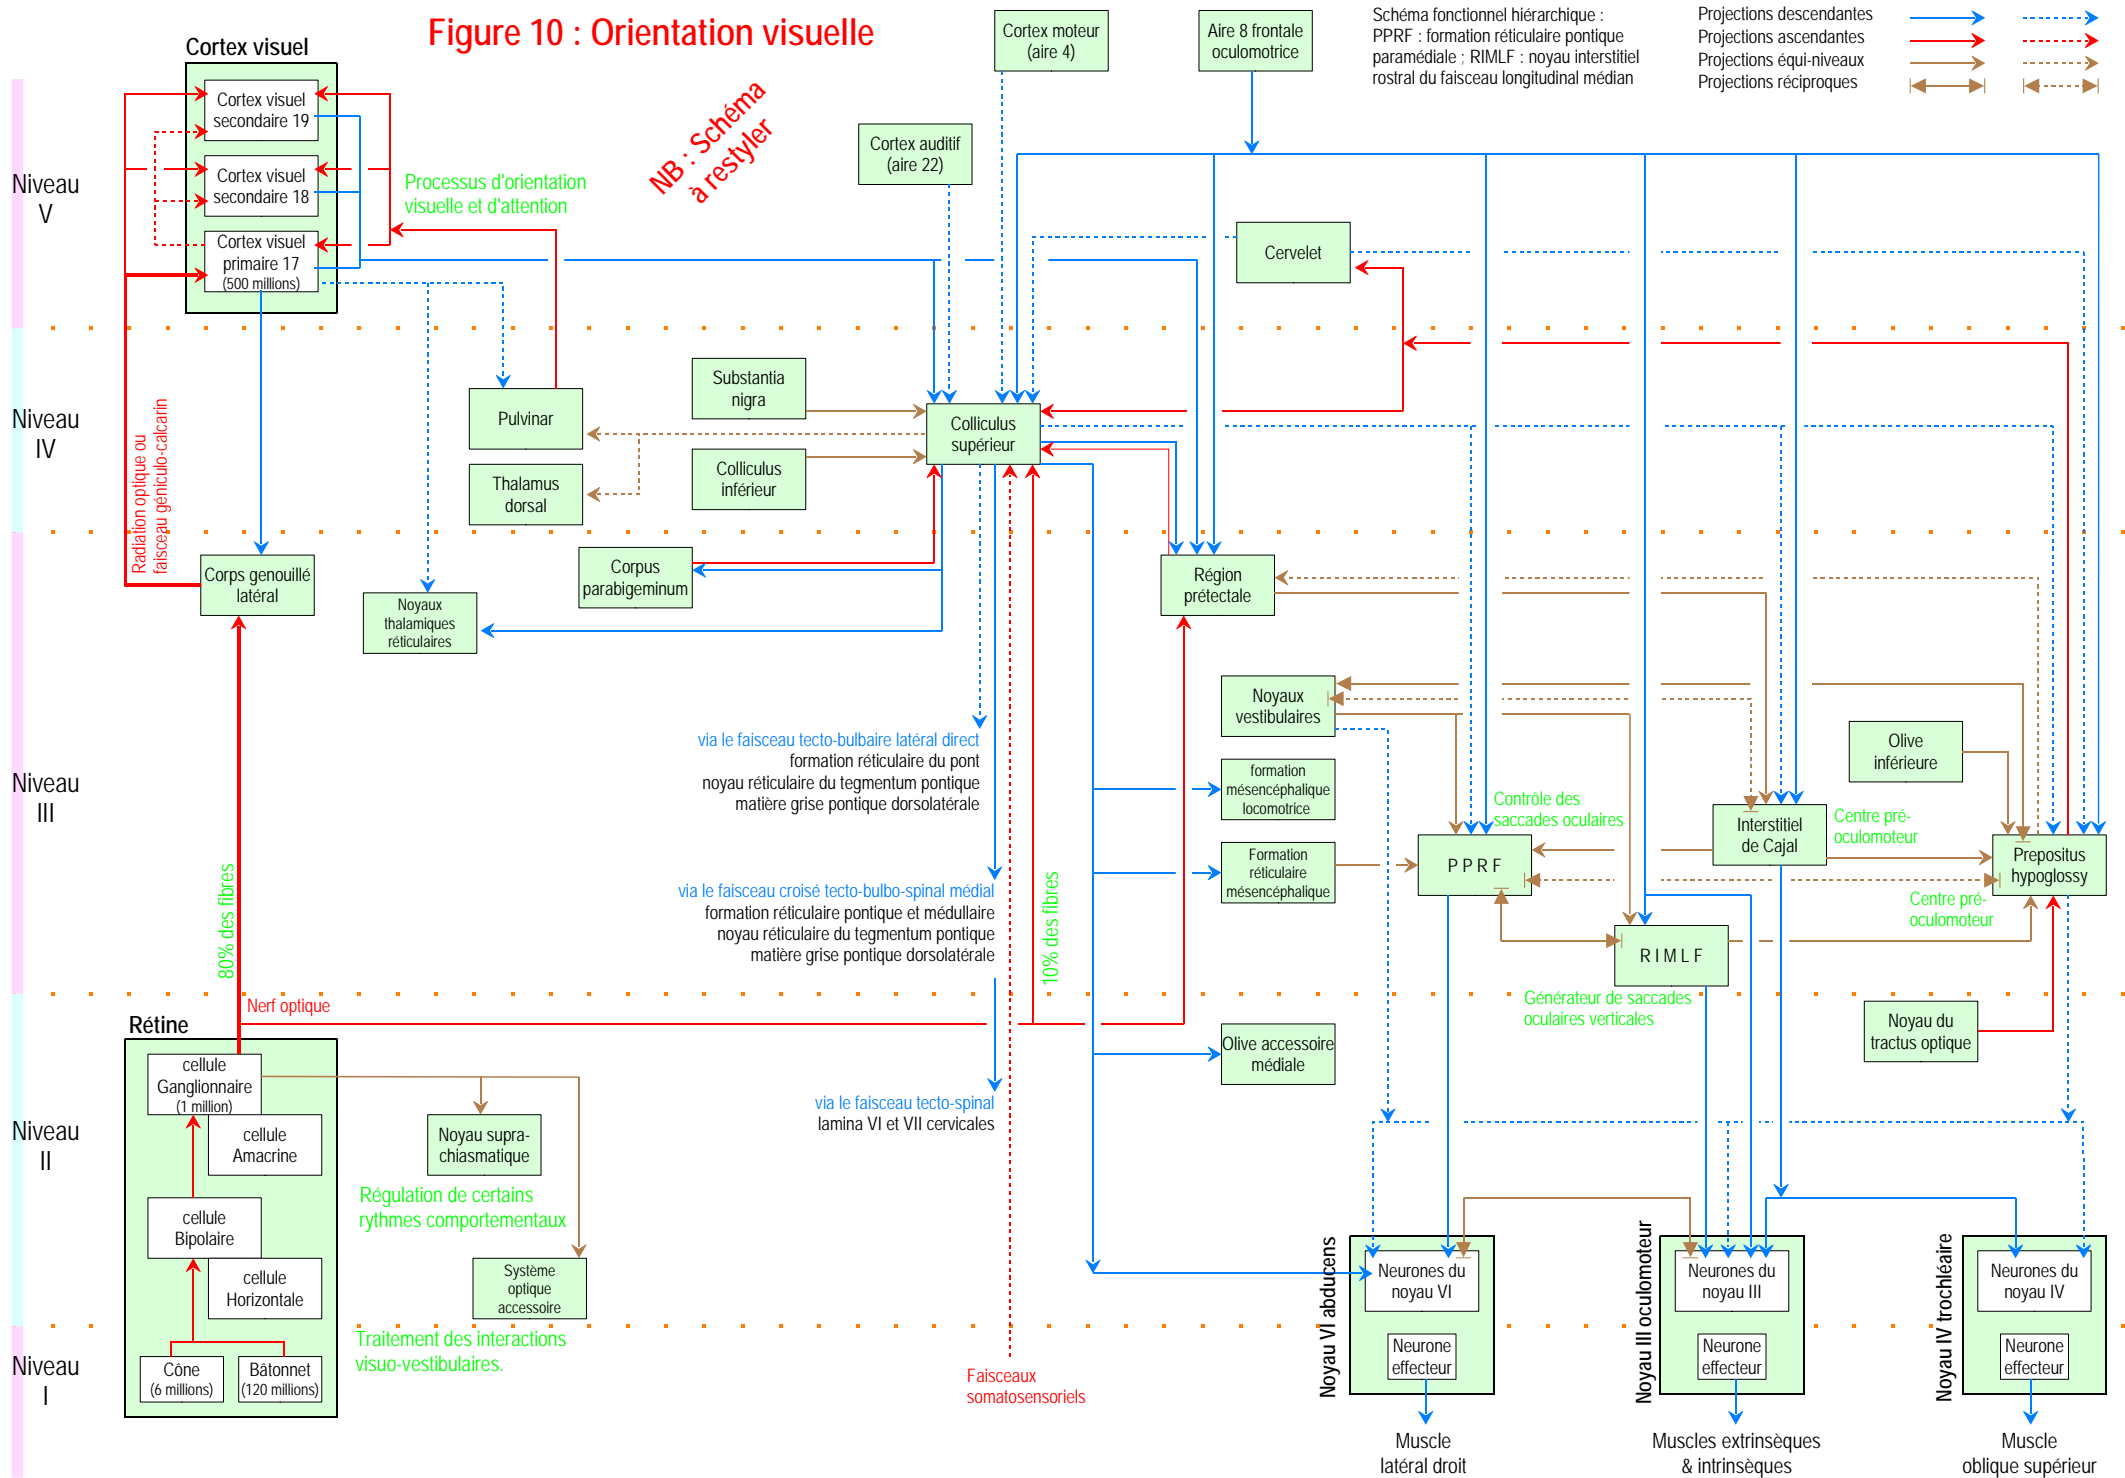 Figure 10 : Orientation visuelle
NB : Schéma
à restyler
Schéma fonctionnel hiérarchique :
PPRF : formation réticulaire pontique
paramédiale ; RIMLF : noyau interstitiel
rostral du faisceau longitudinal médian
Projections descendantes
Projections ascendantes
Projections équi-niveaux
Projections réciproques
Niveau
V
Cortex visuel
Cortex visuel
secondaire 19
Cortex visuel
secondaire 18
Cortex visuel
primaire 17
(500 millions)
Processus d'orientation
visuelle et d'attention
Cortex moteur
(aire 4)
Aire 8 frontale
oculomotrice
Cortex auditif
(aire 22)
Cervelet
Niveau
IV
Radiation optique ou
faisceau géniculo-calcarin
Pulvinar
Thalamus
dorsal
Substantia
nigra
Colliculus
inférieur
Colliculus
supérieur
Niveau
III
Corps genouillé
latéral
Noyaux
thalamiques
réticulaires
Corpus
parabigeminum
Région
prétectale
Noyaux
vestibulaires
via le faisceau tecto-bulbaire latéral direct
formation réticulaire du pont
noyau réticulaire du tegmentum pontique
matière grise pontique dorsolatérale
via le faisceau croisé tecto-bulbo-spinal médial
formation réticulaire pontique et médullaire
noyau réticulaire du tegmentum pontique
matière grise pontique dorsolatérale
formation
mésencéphalique
locomotrice
Formation
réticulaire
mésencéphalique
Contrôle des
saccades oculaires
PPRF
Interstitiel
de Cajal
Centre pré-
oculomoteur
Olive
inférieure
Prepositus
hypoglossy
Centre pré-
oculomoteur
RIMLF
80% des fibres
10% des fibres
Générateur de saccades
oculaires verticales
Niveau
II
Nerf optique
Rétine
cellule
Ganglionnaire
(1 million)
cellule
Amacrine
cellule
Bipolaire
cellule
Horizontale
Noyau supra-
chiasmatique
Régulation de certains
rythmes comportementaux
Système
optique
accessoire
via le faisceau tecto-spinal
lamina VI et VII cervicales
Olive accessoire
médiale
Noyau du
tractus optique
Noyau VI abducens
Neurones du
noyau VI
Noyau III oculomoteur
Neurones du
noyau III
Noyau IV trochléaire
Neurones du
noyau IV
Niveau
I
Cône
(6 millions)
Bâtonnet
(120 millions)
Traitement des interactions
visuo-vestibulaires.
Faisceaux
somatosensoriels
Neurone
effecteur
Neurone
effecteur
Neurone
effecteur
Muscle
latéral droit
Muscles extrinsèques
& intrinsèques
Muscle
oblique supérieur